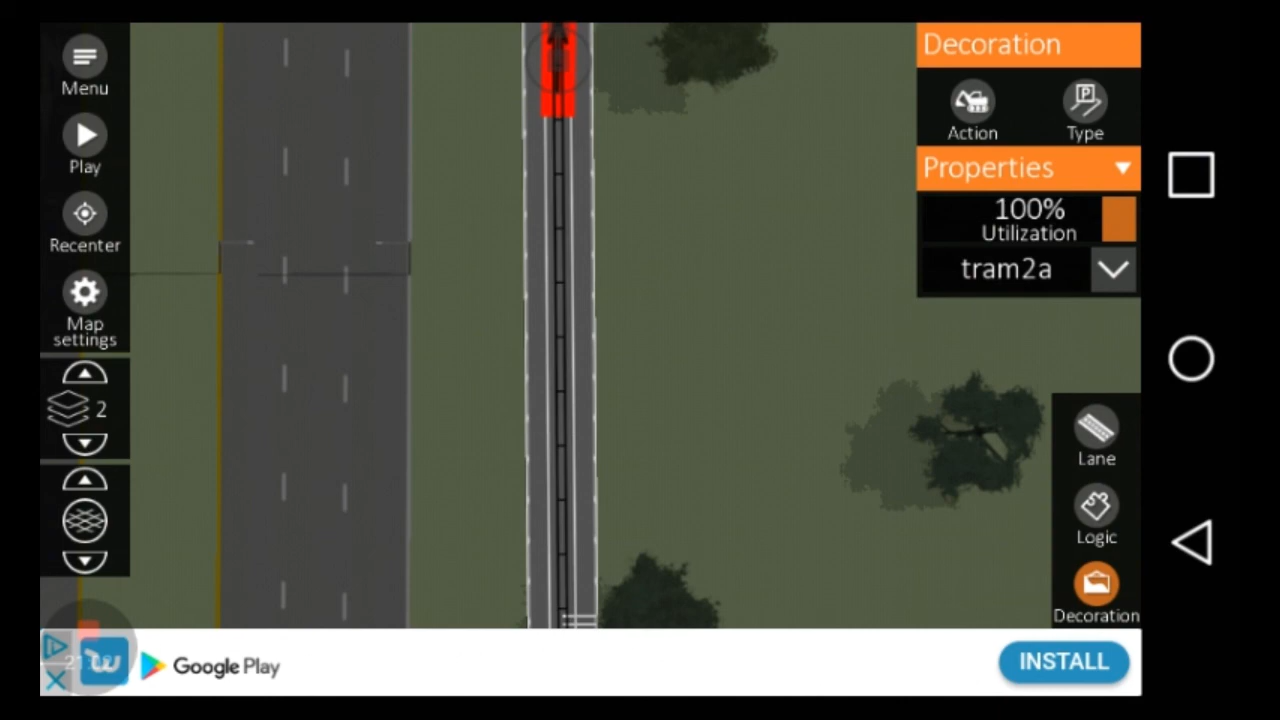 Menu
Play
Recenter
Map
settings
2
Decoration
Action
P
Type
Properties
100%
Utilization
tram2a
Lane
Logic
Decoration
Google Play
INSTALL